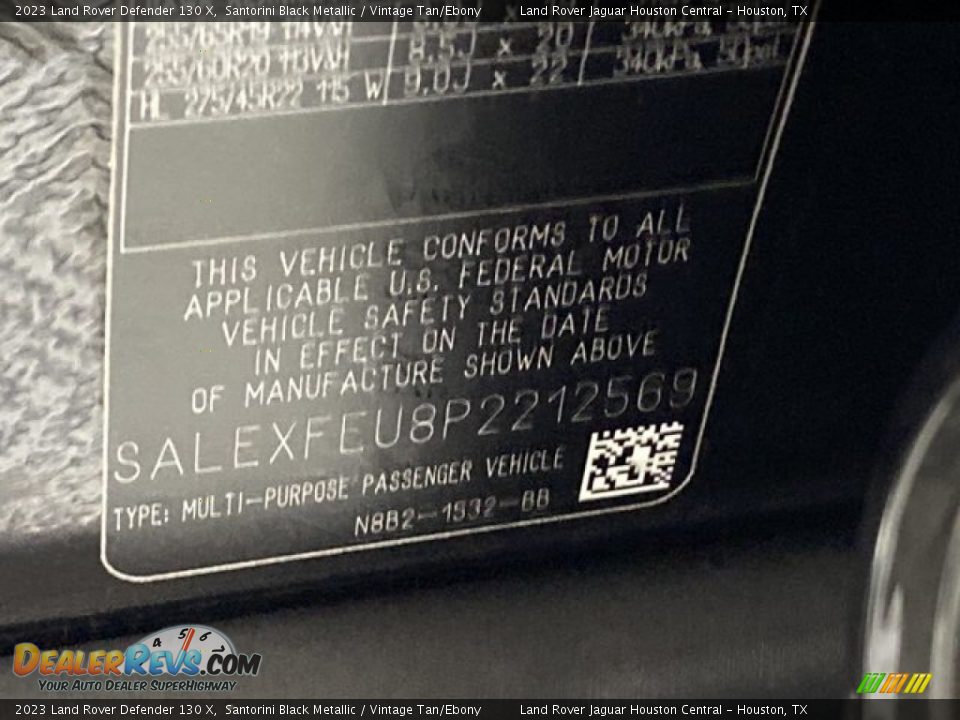 2023 Land Rover Defender 130 X, Santorini Black Metallic / Vintage Tan/Ebony Land Rover Jaguar Houston Central - Houston, TX
8.5J x 20
255/60R20 113V/H 9.0J x 22 340kPa, 50psi
HL 275/45R22 115 W
THIS VEHICLE CONFORMS TO ALL
APPLICABLE U.S. FEDERAL MOTOR
VEHICLE SAFETY STANDARDS
IN EFFECT ON THE DATE
OF MANUFACTURE SHOWN ABOVE
SALEXFEU8P2212569
TYPE: MULTI-PURPOSE PASSENGER VEHICLE
N8B2-1532-BB
4 5 6
DEALERREVS.COM
YOUR AUTO DEALER SUPERHIGHWAY
2023 Land Rover Defender 130 X, Santorini Black Metallic / Vintage Tan/Ebony Land Rover Jaguar Houston Central - Houston, TX